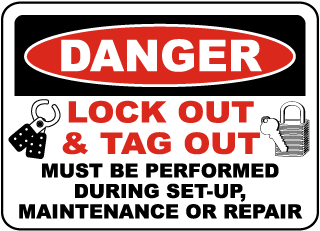 DANGER
LOCK OUT
& TAG OUT
MUST BE PERFORMED
DURING SET-UP,
MAINTENANCE OR REPAIR